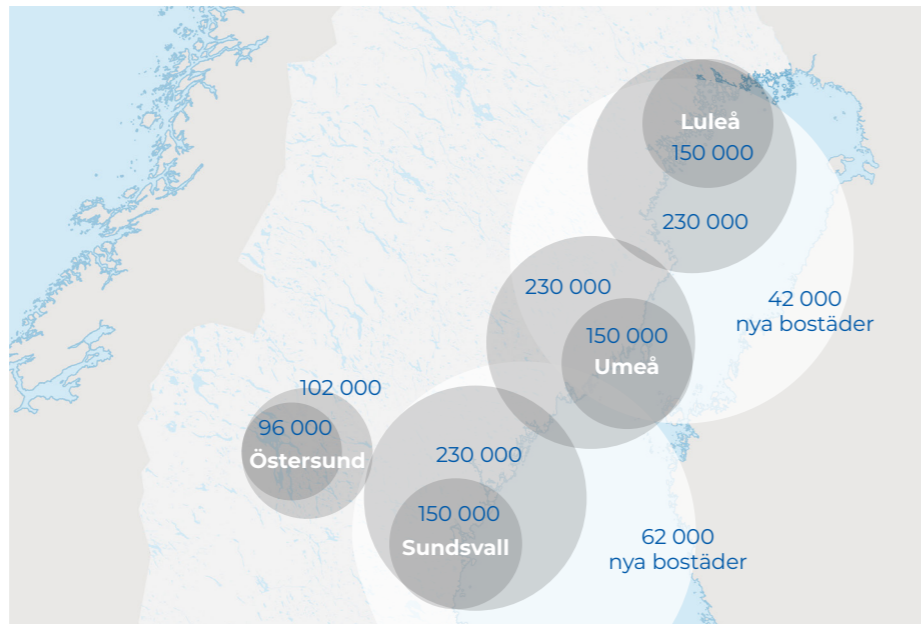 Luleå
150 000
230 000
230 000
42 000
nya bostäder
150 000
Umeå
102 000
96 000
Östersund
230 000
150 000
Sundsvall
62 000
nya bostäder